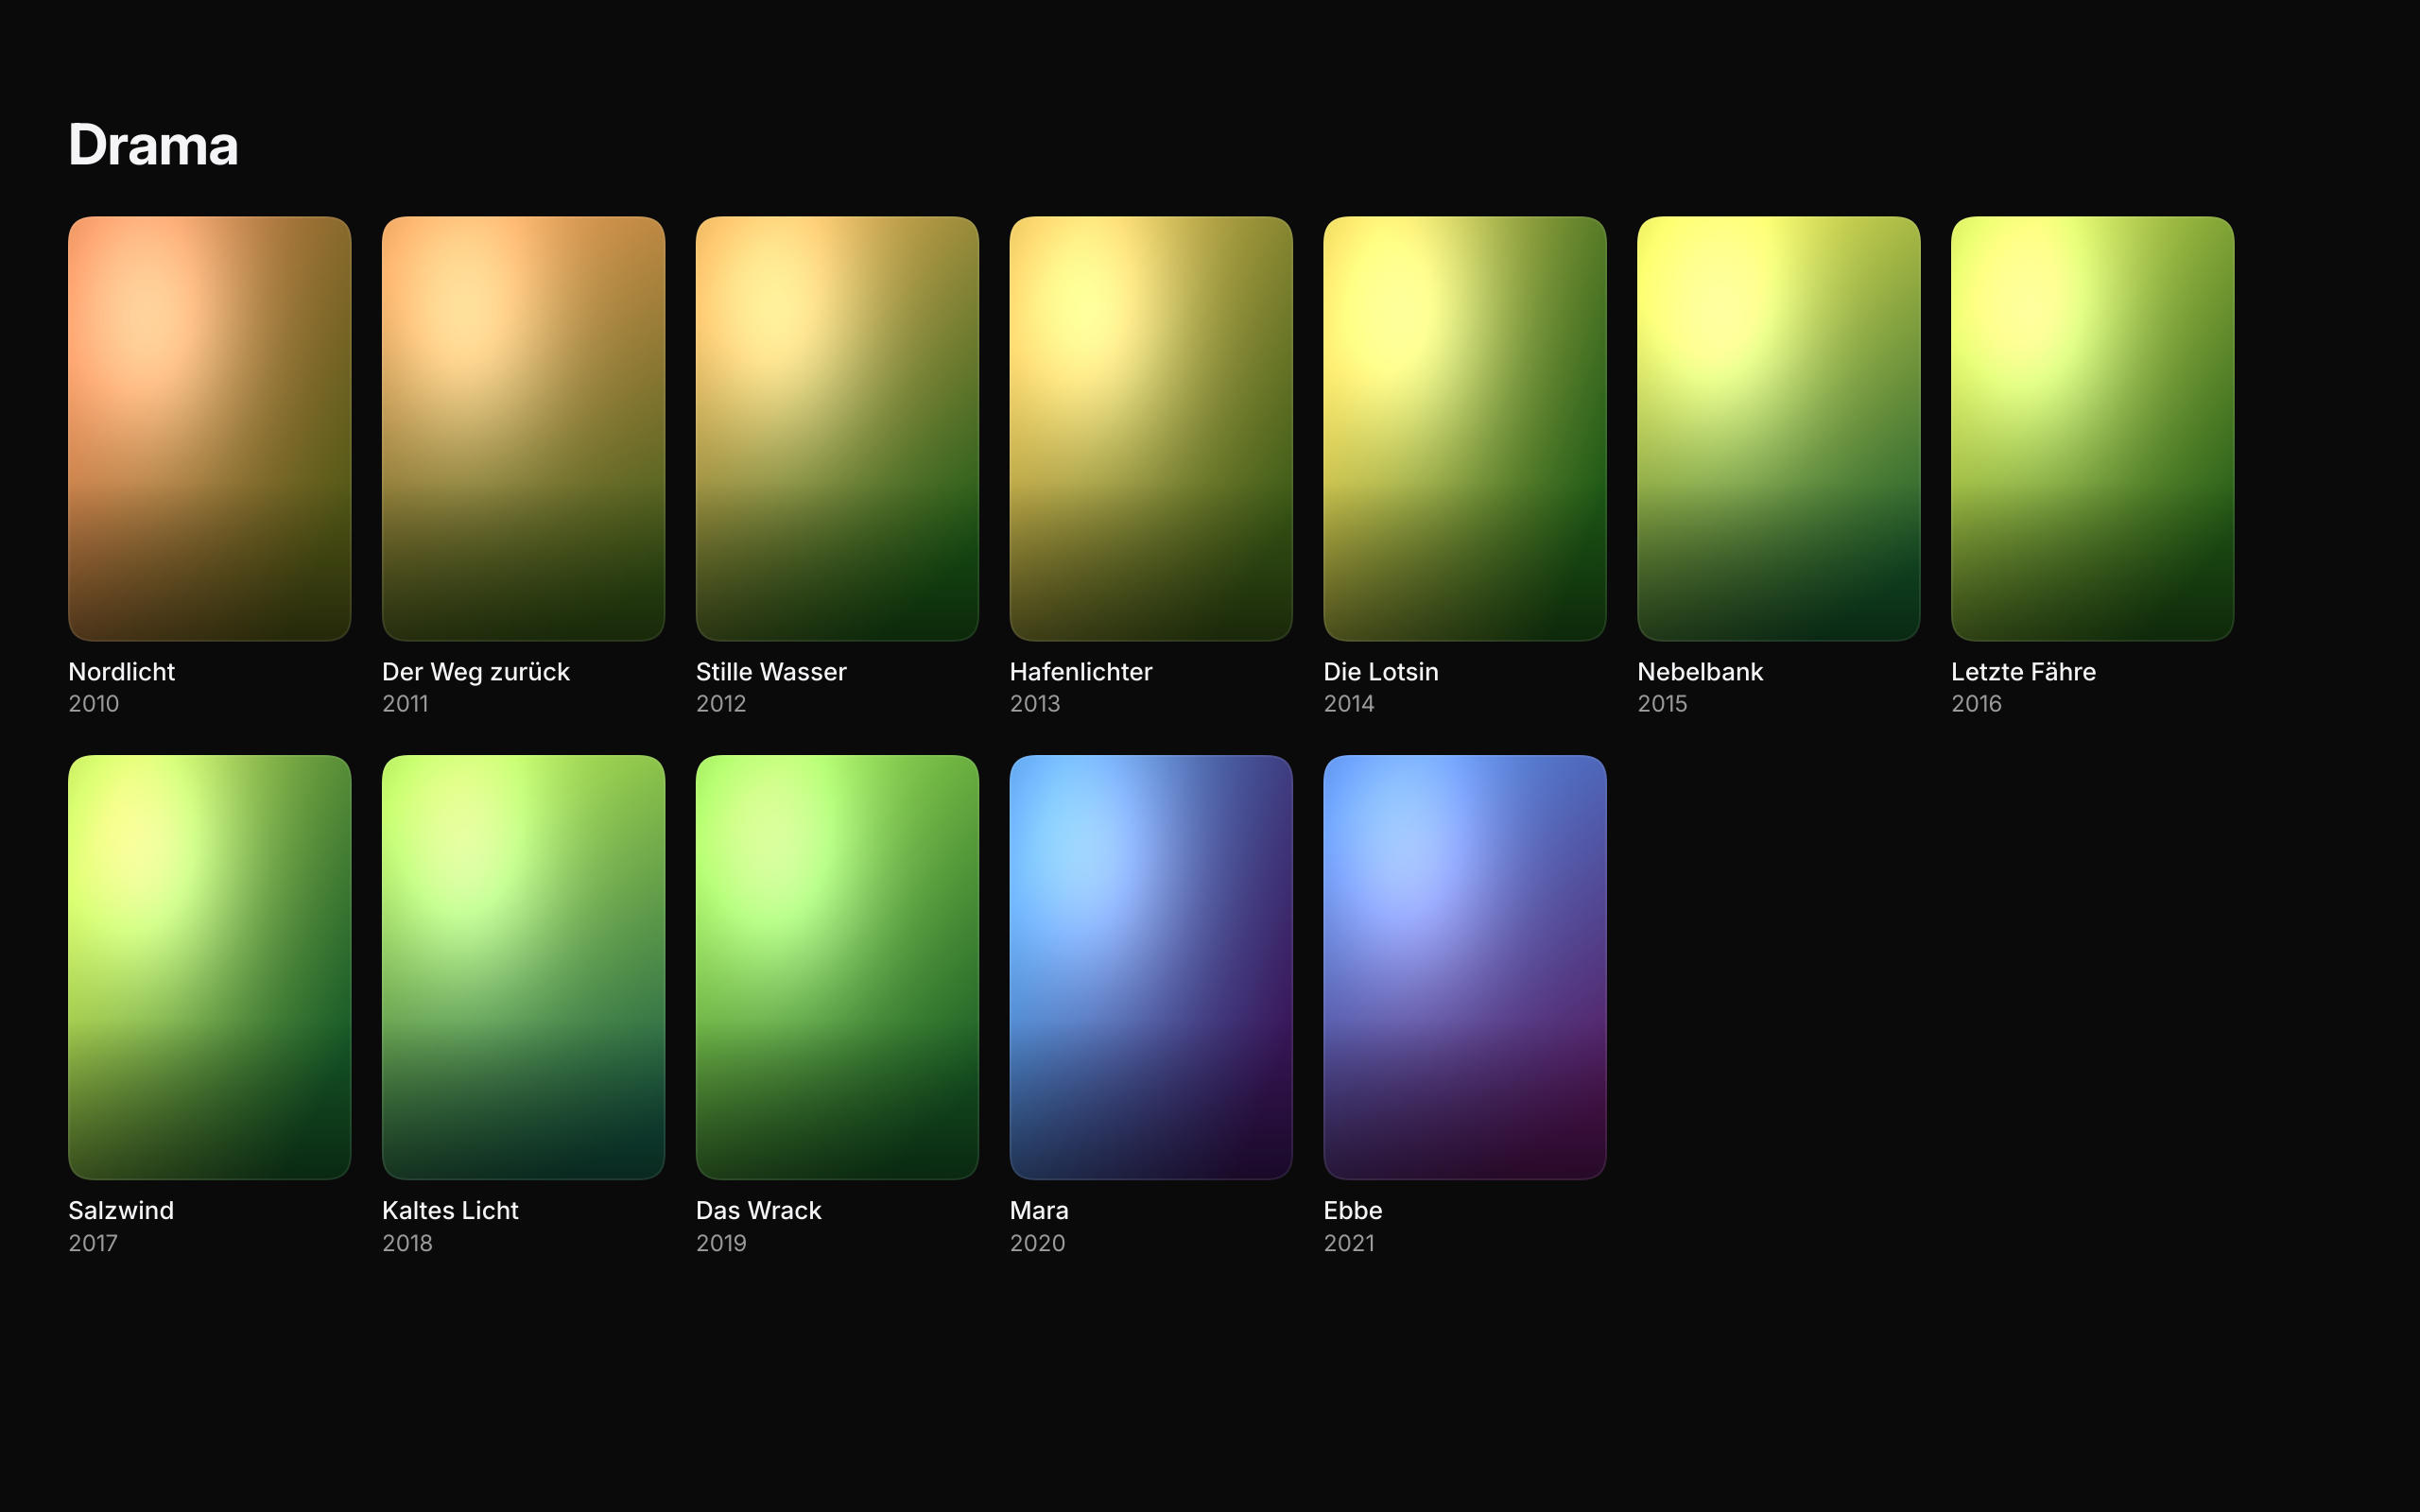 Drama
Nordlicht
2010
Der Weg zurück
2011
Stille Wasser
2012
Hafenlichter
2013
Die Lotsin
2014
Nebelbank
2015
Letzte Fähre
2016
Salzwind
2017
Kaltes Licht
2018
Das Wrack
2019
Mara
2020
Ebbe
2021